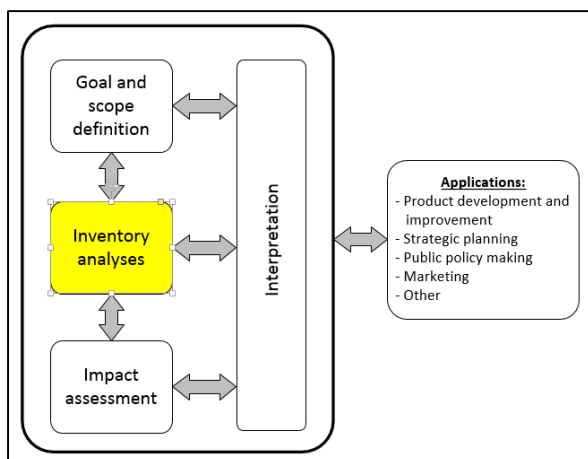 Goal and
scope
definition
Inventory
analyses
Impact
assessment
Interpretation
Applications:
- Product development and
improvement
- Strategic planning
- Public policy making
- Marketing
- Other